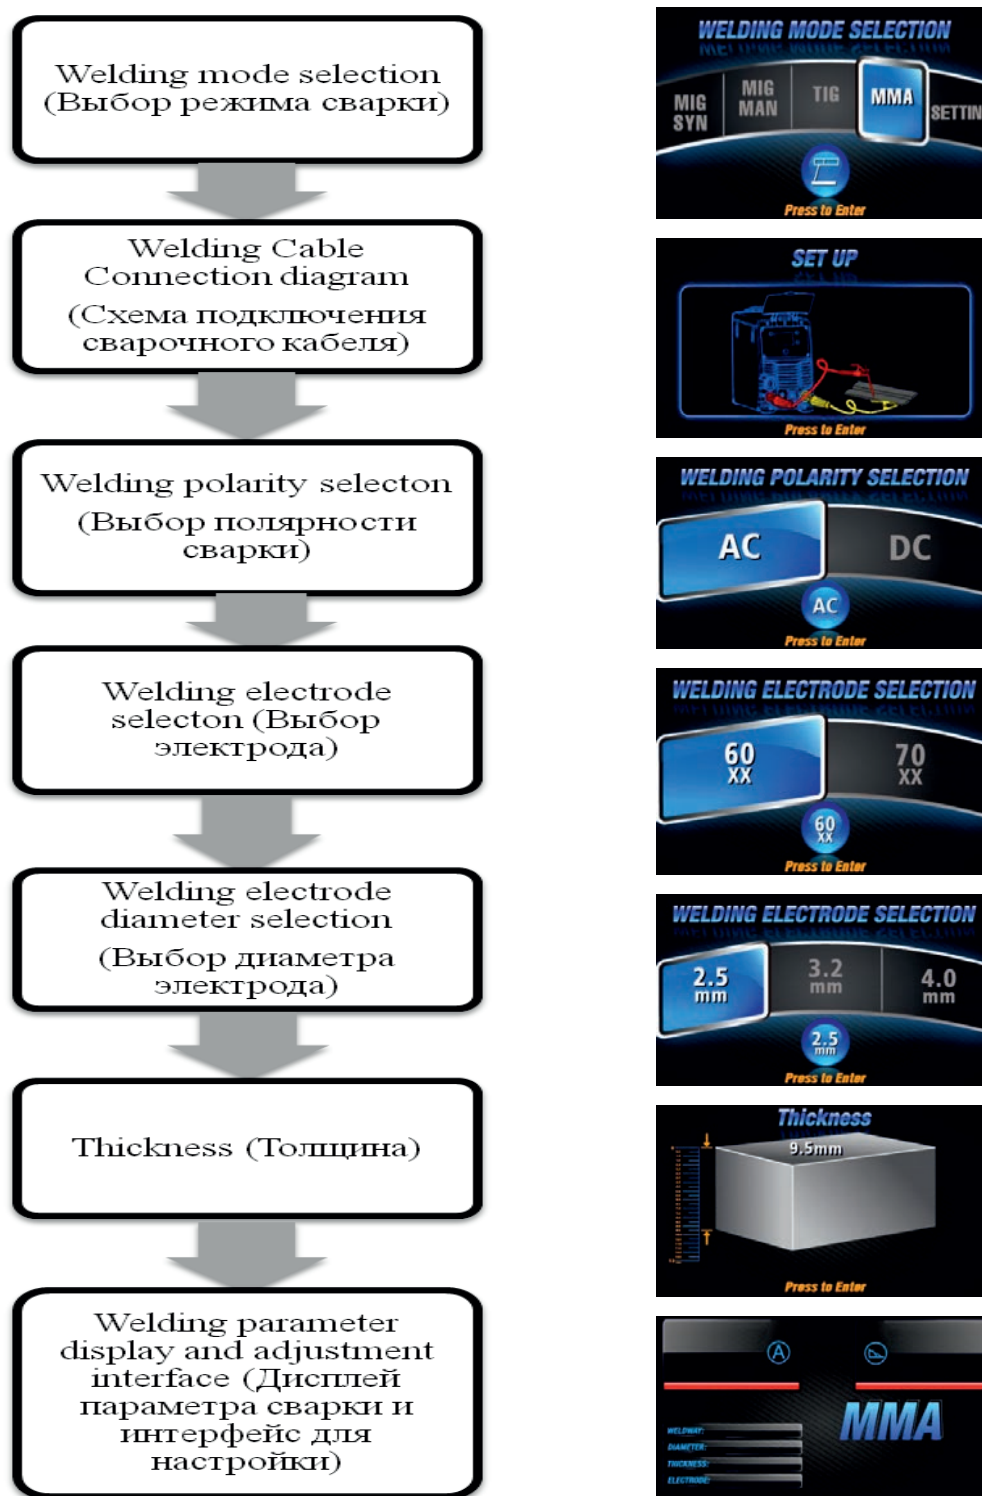 Welding mode selection
(Выбор режима сварки)
WELDING MODE SELECTION
MIG
SYN
MIG
MAN
TIG
MMA
SETTIN
Press to Enter
Welding Cable
Connection diagram
(Схема подключения
сварочного кабеля)
SET UP
Press to Enter
Welding polarity selecton
(Выбор полярности
сварки)
WELDING POLARITY SELECTION
AC
DC
AC
Press to Enter
Welding electrode
selecton (Выбор
электрода)
WELDING ELECTRODE SELECTION
60
XX
70
XX
60
XX
Press to Enter
Welding electrode
diameter selection
(Выбор диаметра
электрода)
WELDING ELECTRODE SELECTION
2.5
mm
3.2
mm
4.0
mm
2.5
mm
Press to Enter
Thickness (Толщина)
Thickness
9.5mm
Press to Enter
Welding parameter
display and adjustment
interface (Дисплей
параметра сварки и
интерфейс для
настройки)
A
MMA
WELDWAY:
DIAMETER:
THICKNESS:
ELECTRODE: